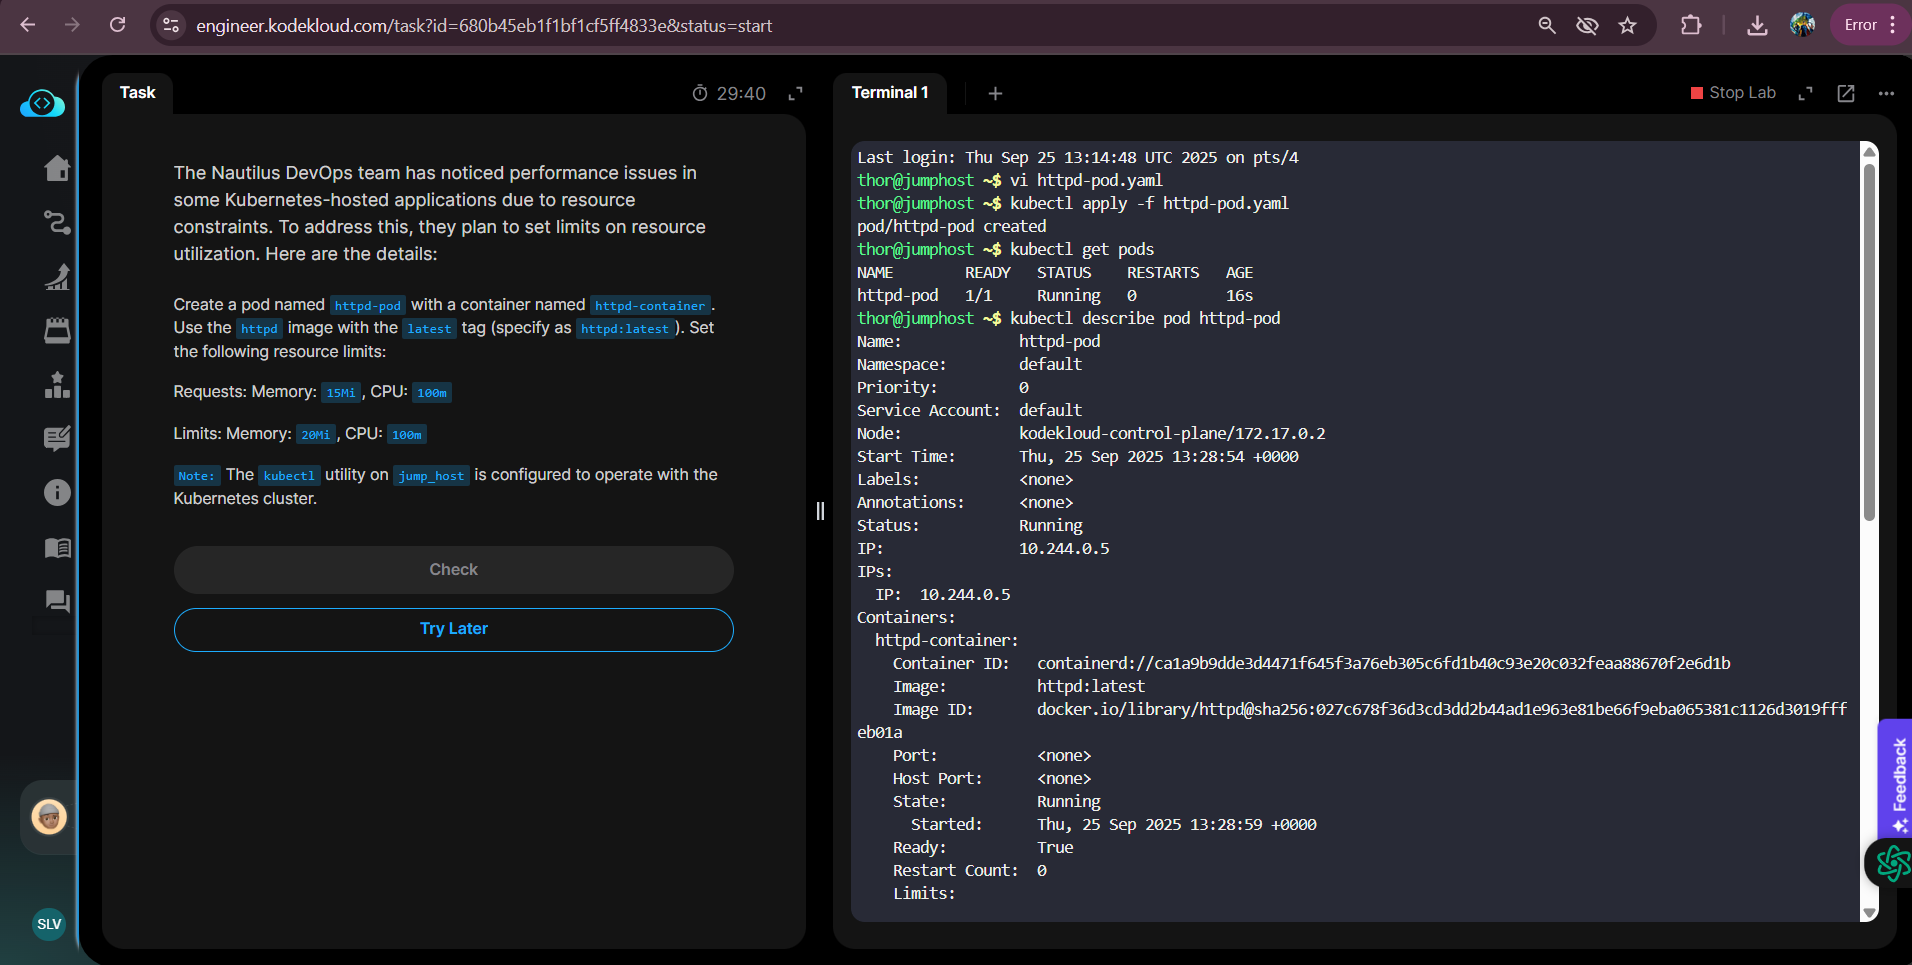 engineer.kodekloud.com/task?id=680b45eb1f1bf1cf5ff4833e&status=start
Error
Task
29:40
The Nautilus DevOps team has noticed performance issues in
some Kubernetes-hosted applications due to resource
constraints. To address this, they plan to set limits on resource
utilization. Here are the details:
Create a pod named httpd-pod with a container named httpd-container.
Use the httpd image with the latest tag (specify as httpd:latest). Set
the following resource limits:
Requests: Memory: 15Mi, CPU: 100m
Limits: Memory: 20Mi, CPU: 100m
Note: The kubectl utility on jump_host is configured to operate with the
Kubernetes cluster.
Check
Try Later
SLV
Terminal 1
+
Stop Lab
Last login: Thu Sep 25 13:14:48 UTC 2025 on pts/4
thor@jumphost ~$ vi httpd-pod.yaml
thor@jumphost ~$ kubectl apply -f httpd-pod.yaml
pod/httpd-pod created
thor@jumphost ~$ kubectl get pods
NAME READY STATUS RESTARTS AGE
httpd-pod 1/1 Running 0 16s
thor@jumphost ~$ kubectl describe pod httpd-pod
Name: httpd-pod
Namespace: default
Priority: 0
Service Account: default
Node: kodekloud-control-plane/172.17.0.2
Start Time: Thu, 25 Sep 2025 13:28:54 +0000
Labels: <none>
Annotations: <none>
Status: Running
IP: 10.244.0.5
IPs:
IP: 10.244.0.5
Containers:
httpd-container:
Container ID: containerd://ca1a9b9dde3d4471f645f3a76eb305c6fd1b40c93e20c032feaa88670f2e6d1b
Image: httpd:latest
Image ID: docker.io/library/httpd@sha256:027c678f36d3cd3dd2b44ad1e963e81be66f9eba065381c1126d3019fff
eb01a
Port: <none>
Host Port: <none>
State: Running
Started: Thu, 25 Sep 2025 13:28:59 +0000
Ready: True
Restart Count: 0
Limits:
Feedback